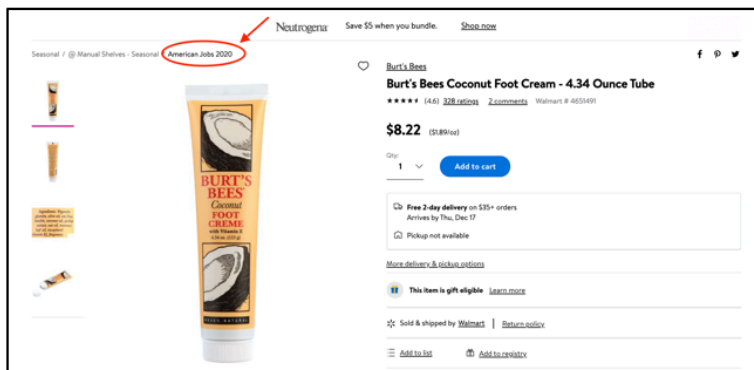 Neutrogena® Save $5 when you bundle. Shop now
Seasonal / @ Manual Shelves - Seasonal / American Jobs 2020
Burt's Bees
Burt's Bees Coconut Foot Cream - 4.34 Ounce Tube
(4.6) 328 ratings 2 comments Walmart # 4651491
$8.22 ($1.89/oz)
Qty:
1 Add to cart
Free 2-day delivery on $35+ orders
Arrives by Thu, Dec 17
Pickup not available
More delivery & pickup options
This item is gift eligible Learn more
Sold & shipped by Walmart | Return policy
Add to list Add to registry
BURT'S
BEES
Coconut
FOOT
CREME
with Vitamin E